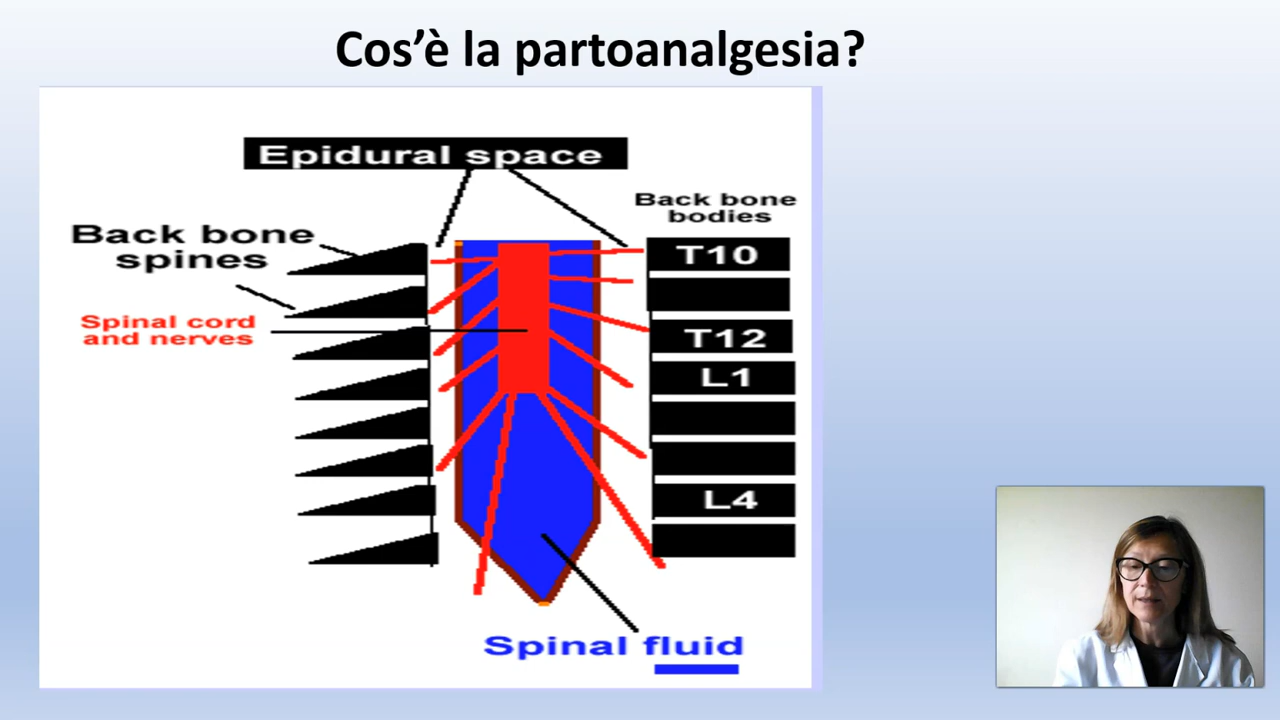 Cos’è la partoanalgesia?
Epidural space
Back bone
bodies
Back bone
spines
T10
Spinal cord
and nerves
T12
L1
L4
Spinal fluid